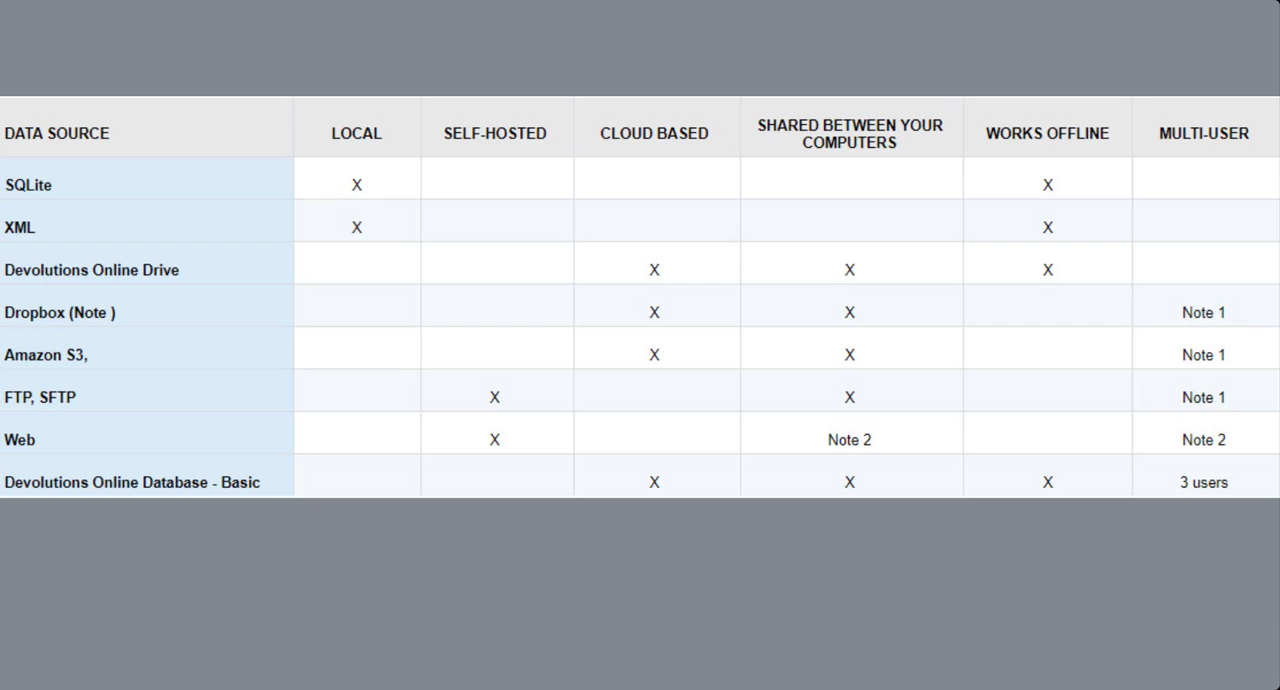 DATA SOURCE LOCAL SELF-HOSTED CLOUD BASED SHARED BETWEEN YOUR COMPUTERS WORKS OFFLINE MULTI-USER
SQLite X X
XML X X
Devolutions Online Drive X X X
Dropbox (Note ) X X Note 1
Amazon S3, X X Note 1
FTP, SFTP X X Note 1
Web X Note 2 Note 2
Devolutions Online Database - Basic X X X 3 users